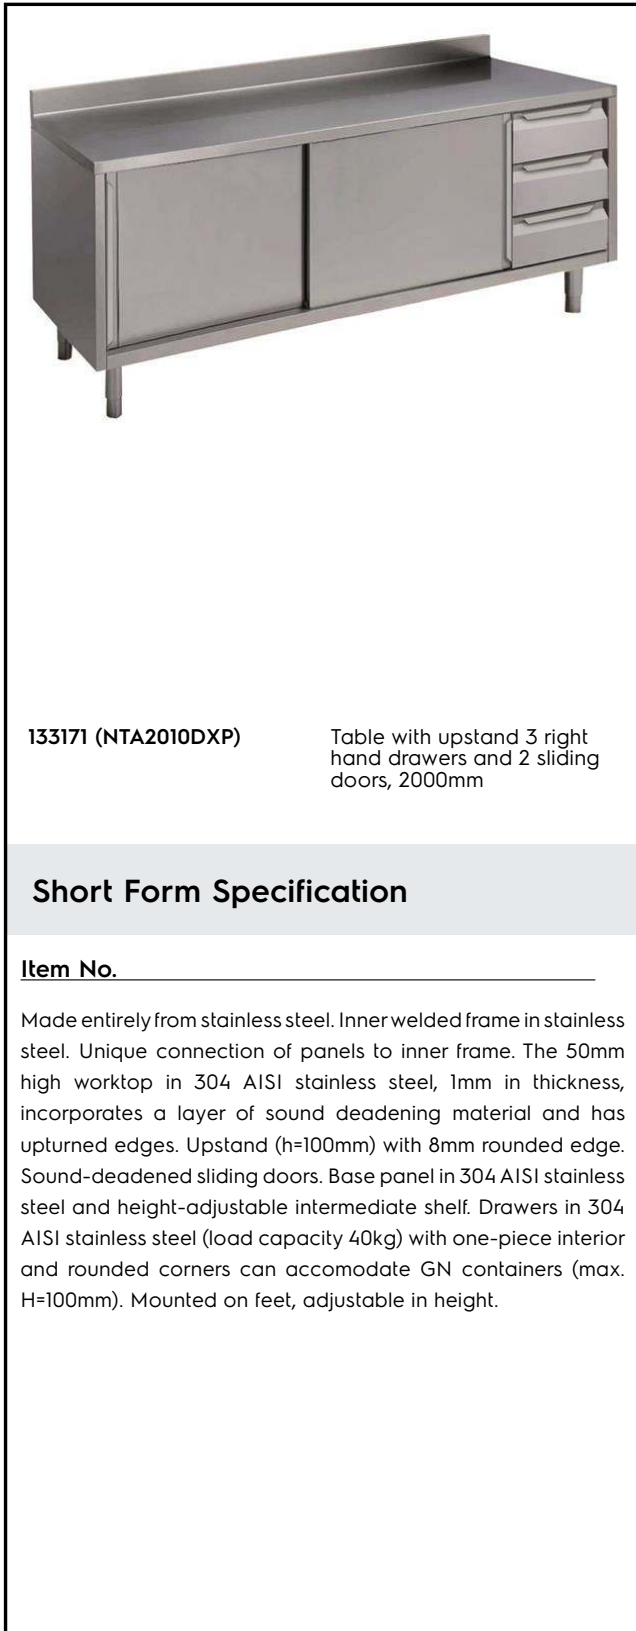 133171 (NTA2010DXP)
Table with upstand 3 right
hand drawers and 2 sliding
doors, 2000mm
Short Form Specification
Item No.
Made entirely from stainless steel. Inner welded frame in stainless
steel. Unique connection of panels to inner frame. The 50mm
high worktop in 304 AISI stainless steel, 1mm in thickness,
incorporates a layer of sound deadening material and has
upturned edges. Upstand (h=100mm) with 8mm rounded edge.
Sound-deadened sliding doors. Base panel in 304 AISI stainless
steel and height-adjustable intermediate shelf. Drawers in 304
AISI stainless steel (load capacity 40kg) with one-piece interior
and rounded corners can accomodate GN containers (max.
H=100mm). Mounted on feet, adjustable in height.